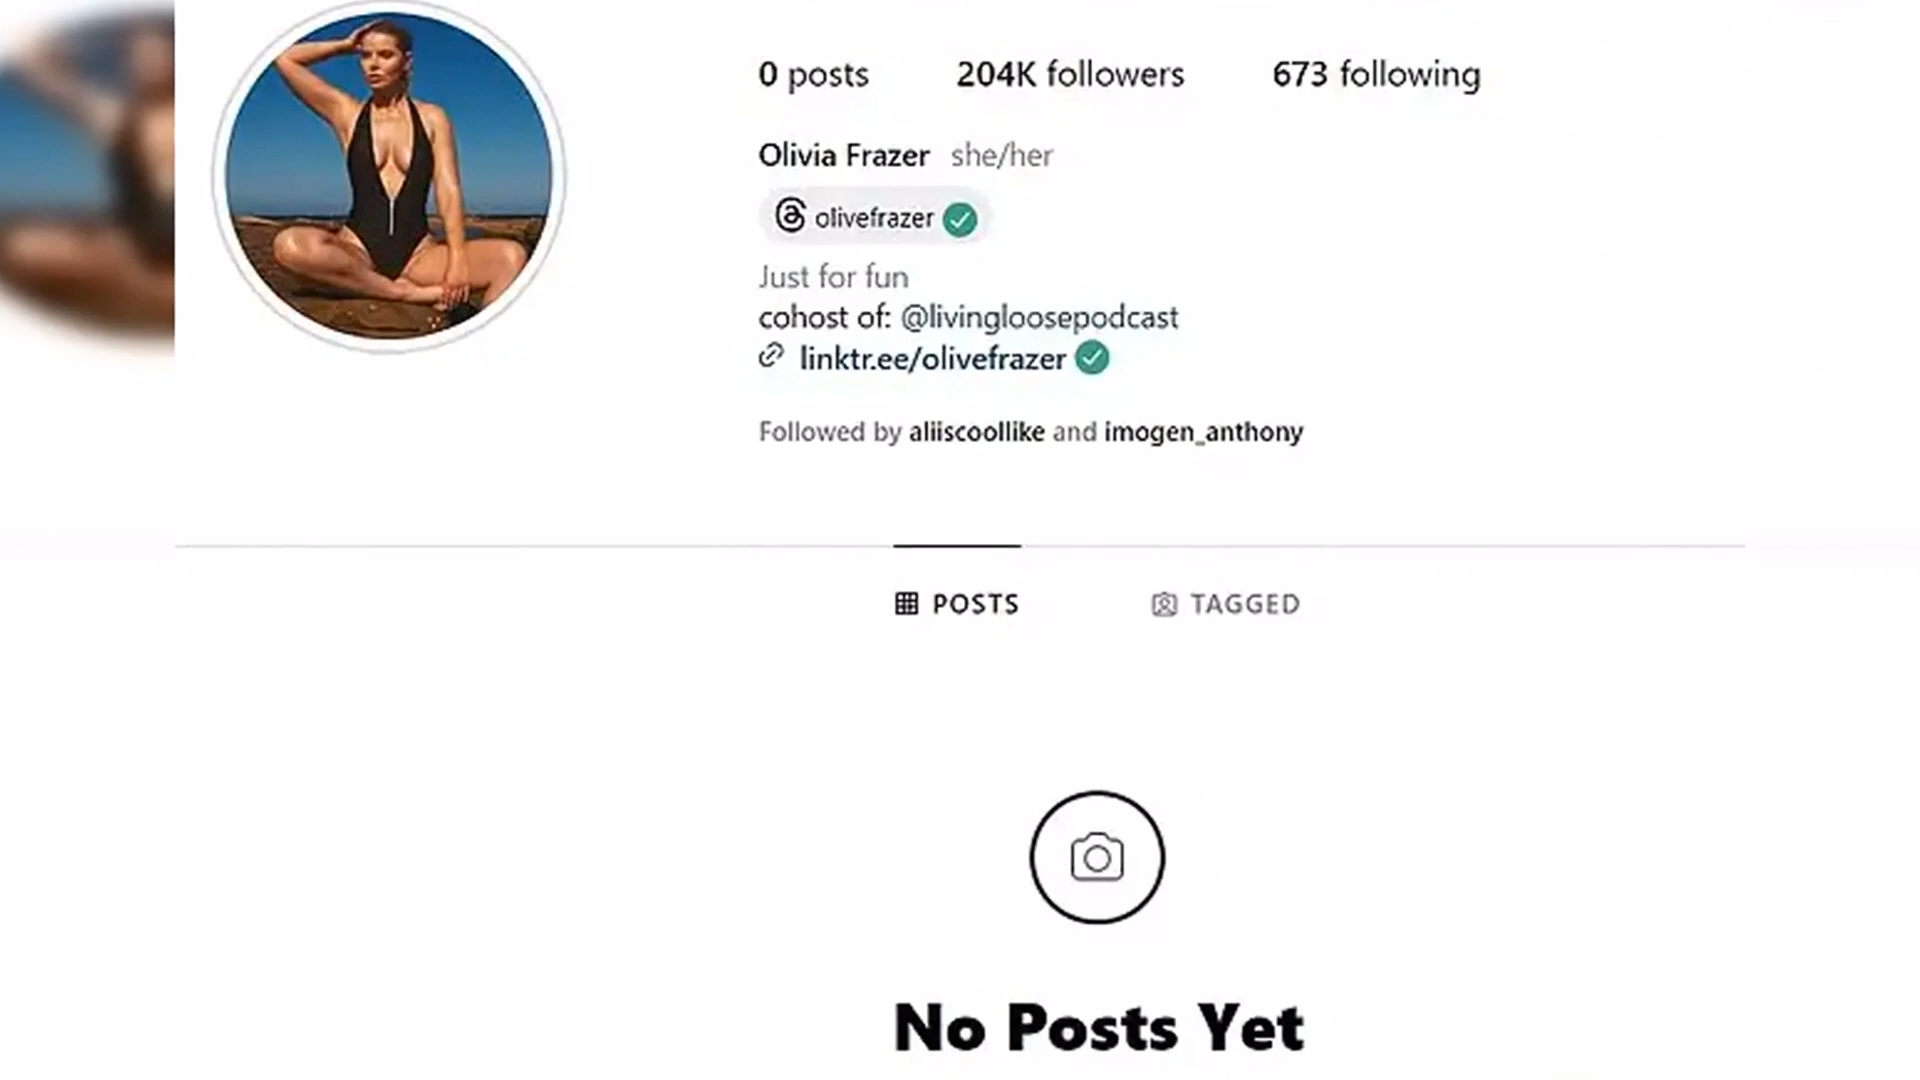 0 posts 204K followers 673 following
Olivia Frazer she/her
olivefrazer
Just for fun
cohost of: @livingloosepodcast
linktr.ee/olivefrazer
Followed by aliiscoollike and imogen_anthony
POSTS TAGGED
No Posts Yet